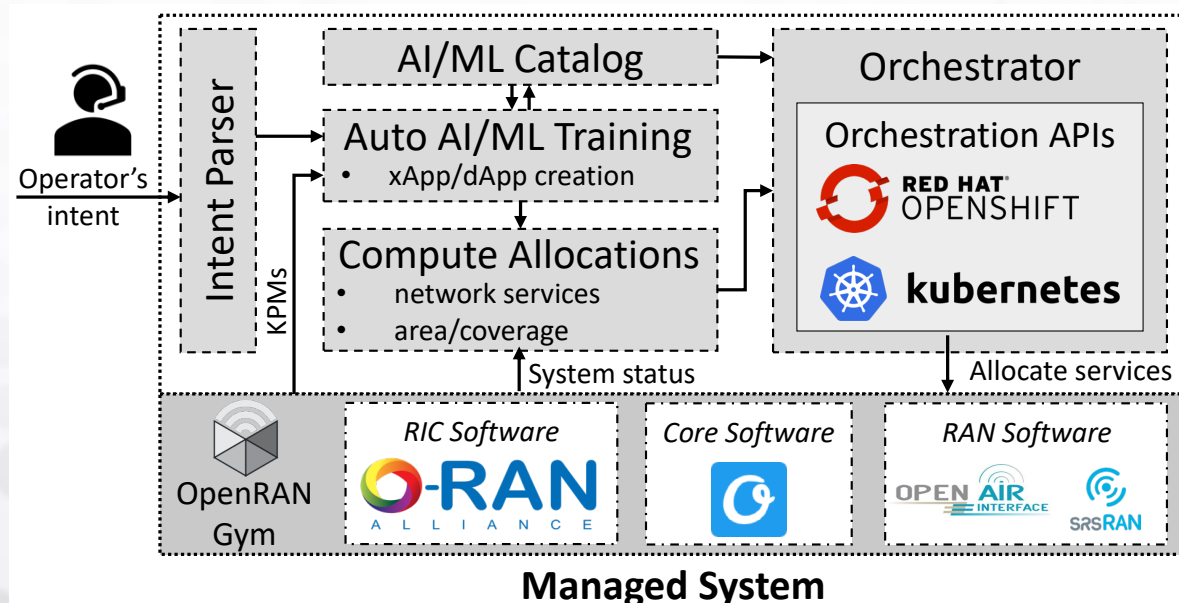 Operator's
intent
Intent Parser
AI/ML Catalog
Auto AI/ML Training
• xApp/dApp creation
Compute Allocations
• network services
• area/coverage
KPMs
System status
Orchestrator
Orchestration APIs
RED HAT®
OPENSHIFT
kubernetes
Allocate services
OpenRAN
Gym
RIC Software
O-RAN
ALLIANCE
Core Software
RAN Software
OPEN AIR
INTERFACE
srsRAN
Managed System